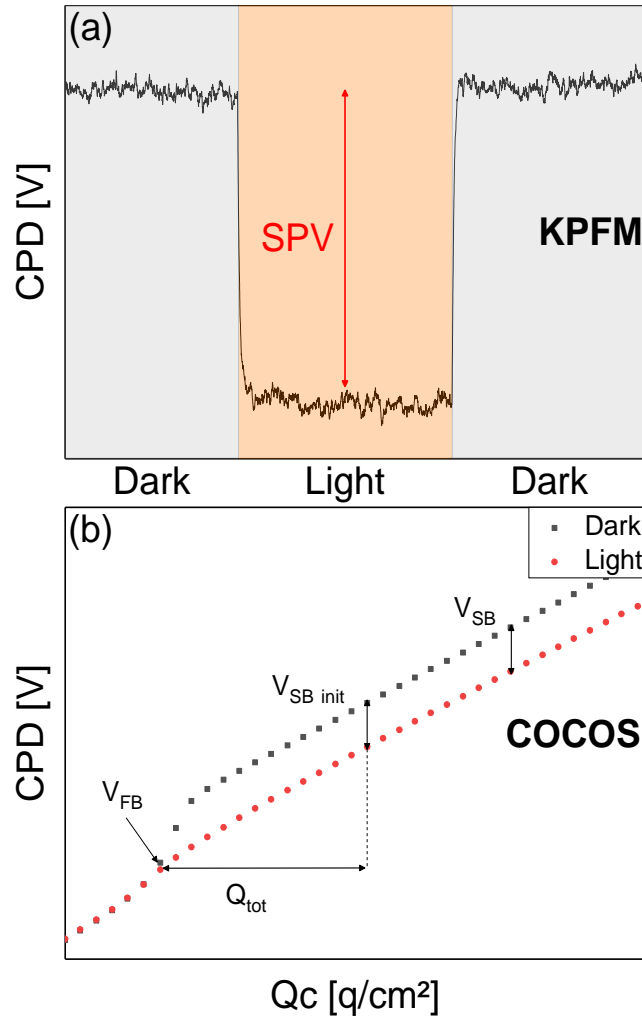 (a)
CPD [V]
SPV
KPFM
Dark Light Dark
(b)
Dark
Light
V_SB
V_SB init
CPD [V]
COCOS
V_FB
Q_tot
Qc [q/cm²]